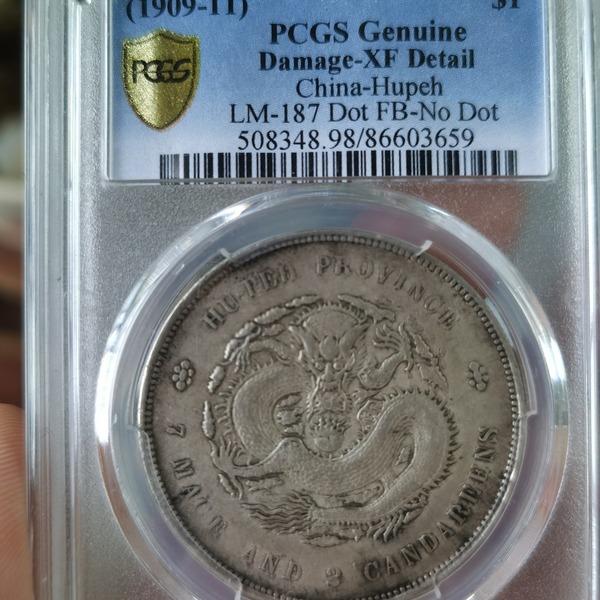 (1909-11) $1
PCGS
PCGS Genuine
Damage-XF Detail
China-Hupeh
LM-187 Dot FB-No Dot
508348.98/86603659
HU-PEH PROVINCE
7 MACE AND 2 CANDAREENS